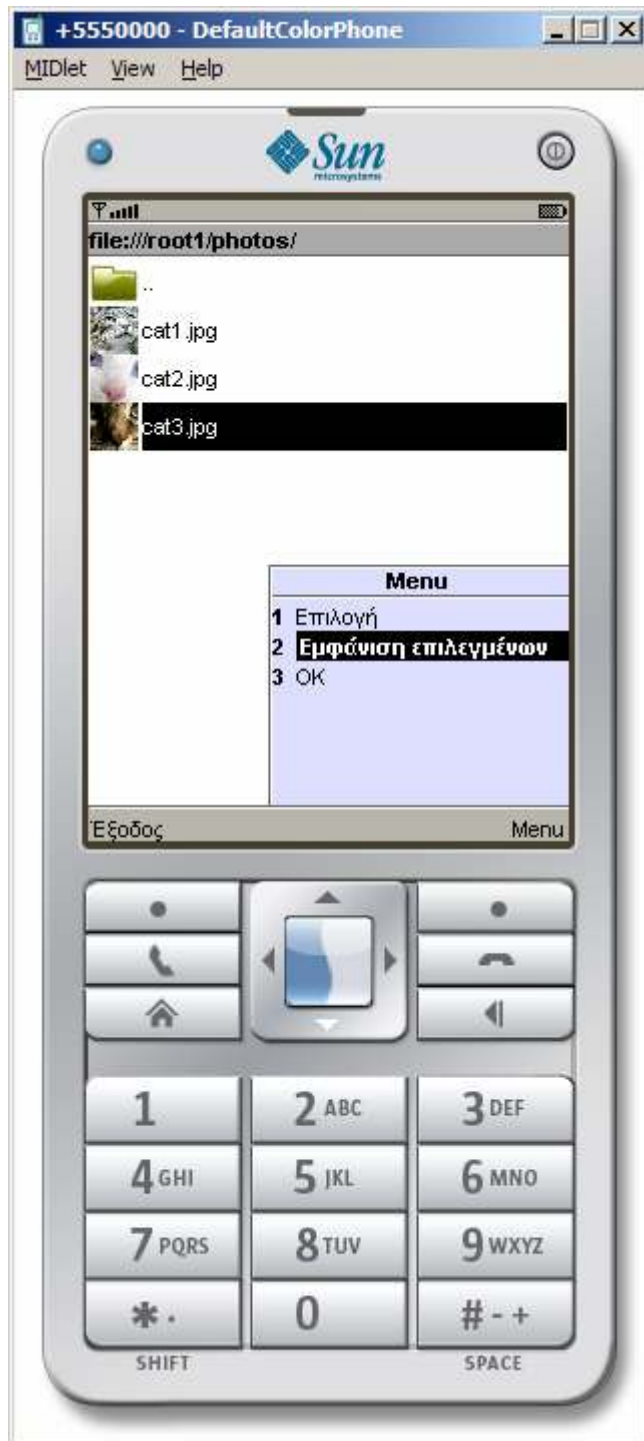 +5550000 - DefaultColorPhone
MIDlet View Help
Sun
microsystems
file:///root1/photos/
..
cat1.jpg
cat2.jpg
cat3.jpg
Menu
1 Επιλογή
2 Εμφάνιση επιλεγμένων
3 OK
Έξοδος Menu
1 2 ABC 3 DEF
4 GHI 5 JKL 6 MNO
7 PQRS 8 TUV 9 WXYZ
* . 0 # - +
SHIFT SPACE